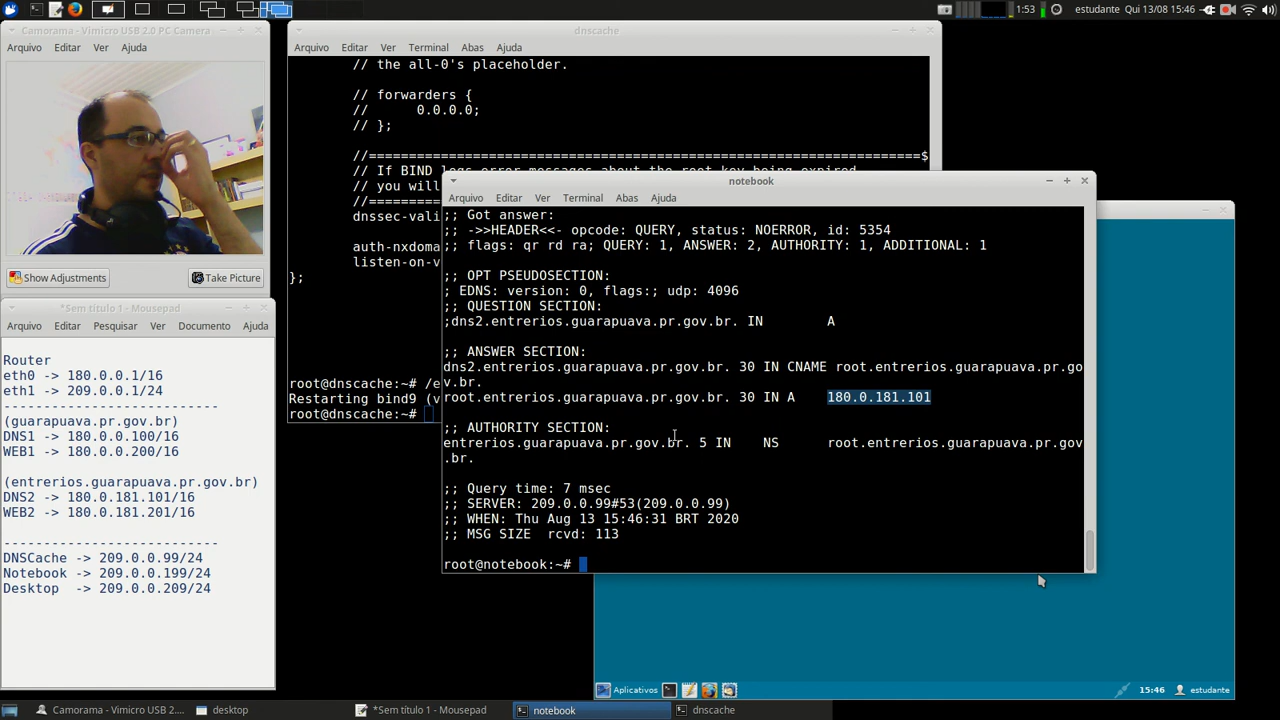 1:53
estudante
Qui 13/08 15:46
Camorama - Vimicro USB 2.0 PC Camera
Arquivo Editar Ver Ajuda
Show Adjustments
Take Picture
dnscache
Arquivo Editar Ver Terminal Abas Ajuda
// the all-0's placeholder.
// forwarders {
// 0.0.0.0;
// };
//========================================================================$
// If BIND logs error messages about the root key being expired,
// you will
//=========
dnssec-vali
auth-nxdoma
listen-on-v
};
root@dnscache:~# /e
Restarting bind9 (v
root@dnscache:~#
*Sem título 1 - Mousepad
Arquivo Editar Pesquisar Ver Documento Ajuda
Router
eth0 -> 180.0.0.1/16
eth1 -> 209.0.0.1/24
----------------------------
(guarapuava.pr.gov.br)
DNS1 -> 180.0.0.100/16
WEB1 -> 180.0.0.200/16
(entrerios.guarapuava.pr.gov.br)
DNS2 -> 180.0.181.101/16
WEB2 -> 180.0.181.201/16
----------------------------
DNSCache -> 209.0.0.99/24
Notebook -> 209.0.0.199/24
Desktop -> 209.0.0.209/24
notebook
Arquivo Editar Ver Terminal Abas Ajuda
;; Got answer:
;; ->>HEADER<<- opcode: QUERY, status: NOERROR, id: 5354
;; flags: qr rd ra; QUERY: 1, ANSWER: 2, AUTHORITY: 1, ADDITIONAL: 1
;; OPT PSEUDOSECTION:
; EDNS: version: 0, flags:; udp: 4096
;; QUESTION SECTION:
;dns2.entrerios.guarapuava.pr.gov.br. IN A
;; ANSWER SECTION:
dns2.entrerios.guarapuava.pr.gov.br. 30 IN CNAME root.entrerios.guarapuava.pr.go
v.br.
root.entrerios.guarapuava.pr.gov.br. 30 IN A 180.0.181.101
;; AUTHORITY SECTION:
entrerios.guarapuava.pr.gov.br. 5 IN NS root.entrerios.guarapuava.pr.gov
.br.
;; Query time: 7 msec
;; SERVER: 209.0.0.99#53(209.0.0.99)
;; WHEN: Thu Aug 13 15:46:31 BRT 2020
;; MSG SIZE rcvd: 113
root@notebook:~#
Aplicativos
15:46
estudante
Camorama - Vimicro USB 2....
desktop
*Sem título 1 - Mousepad
notebook
dnscache